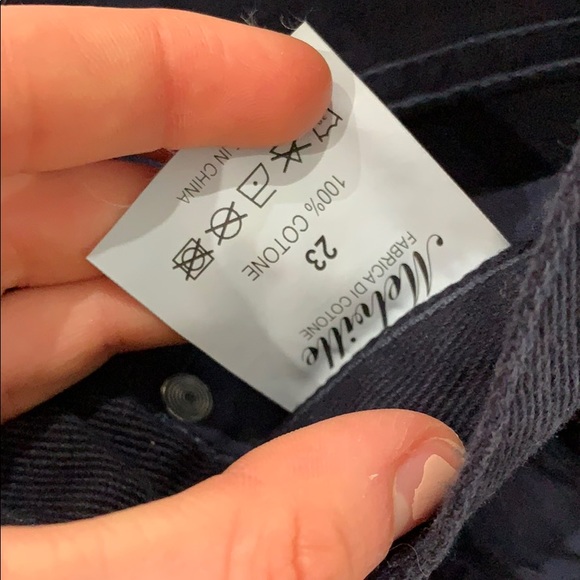 Melville
FABRICA DI COTONE
23
100% COTONE
IN CHINA